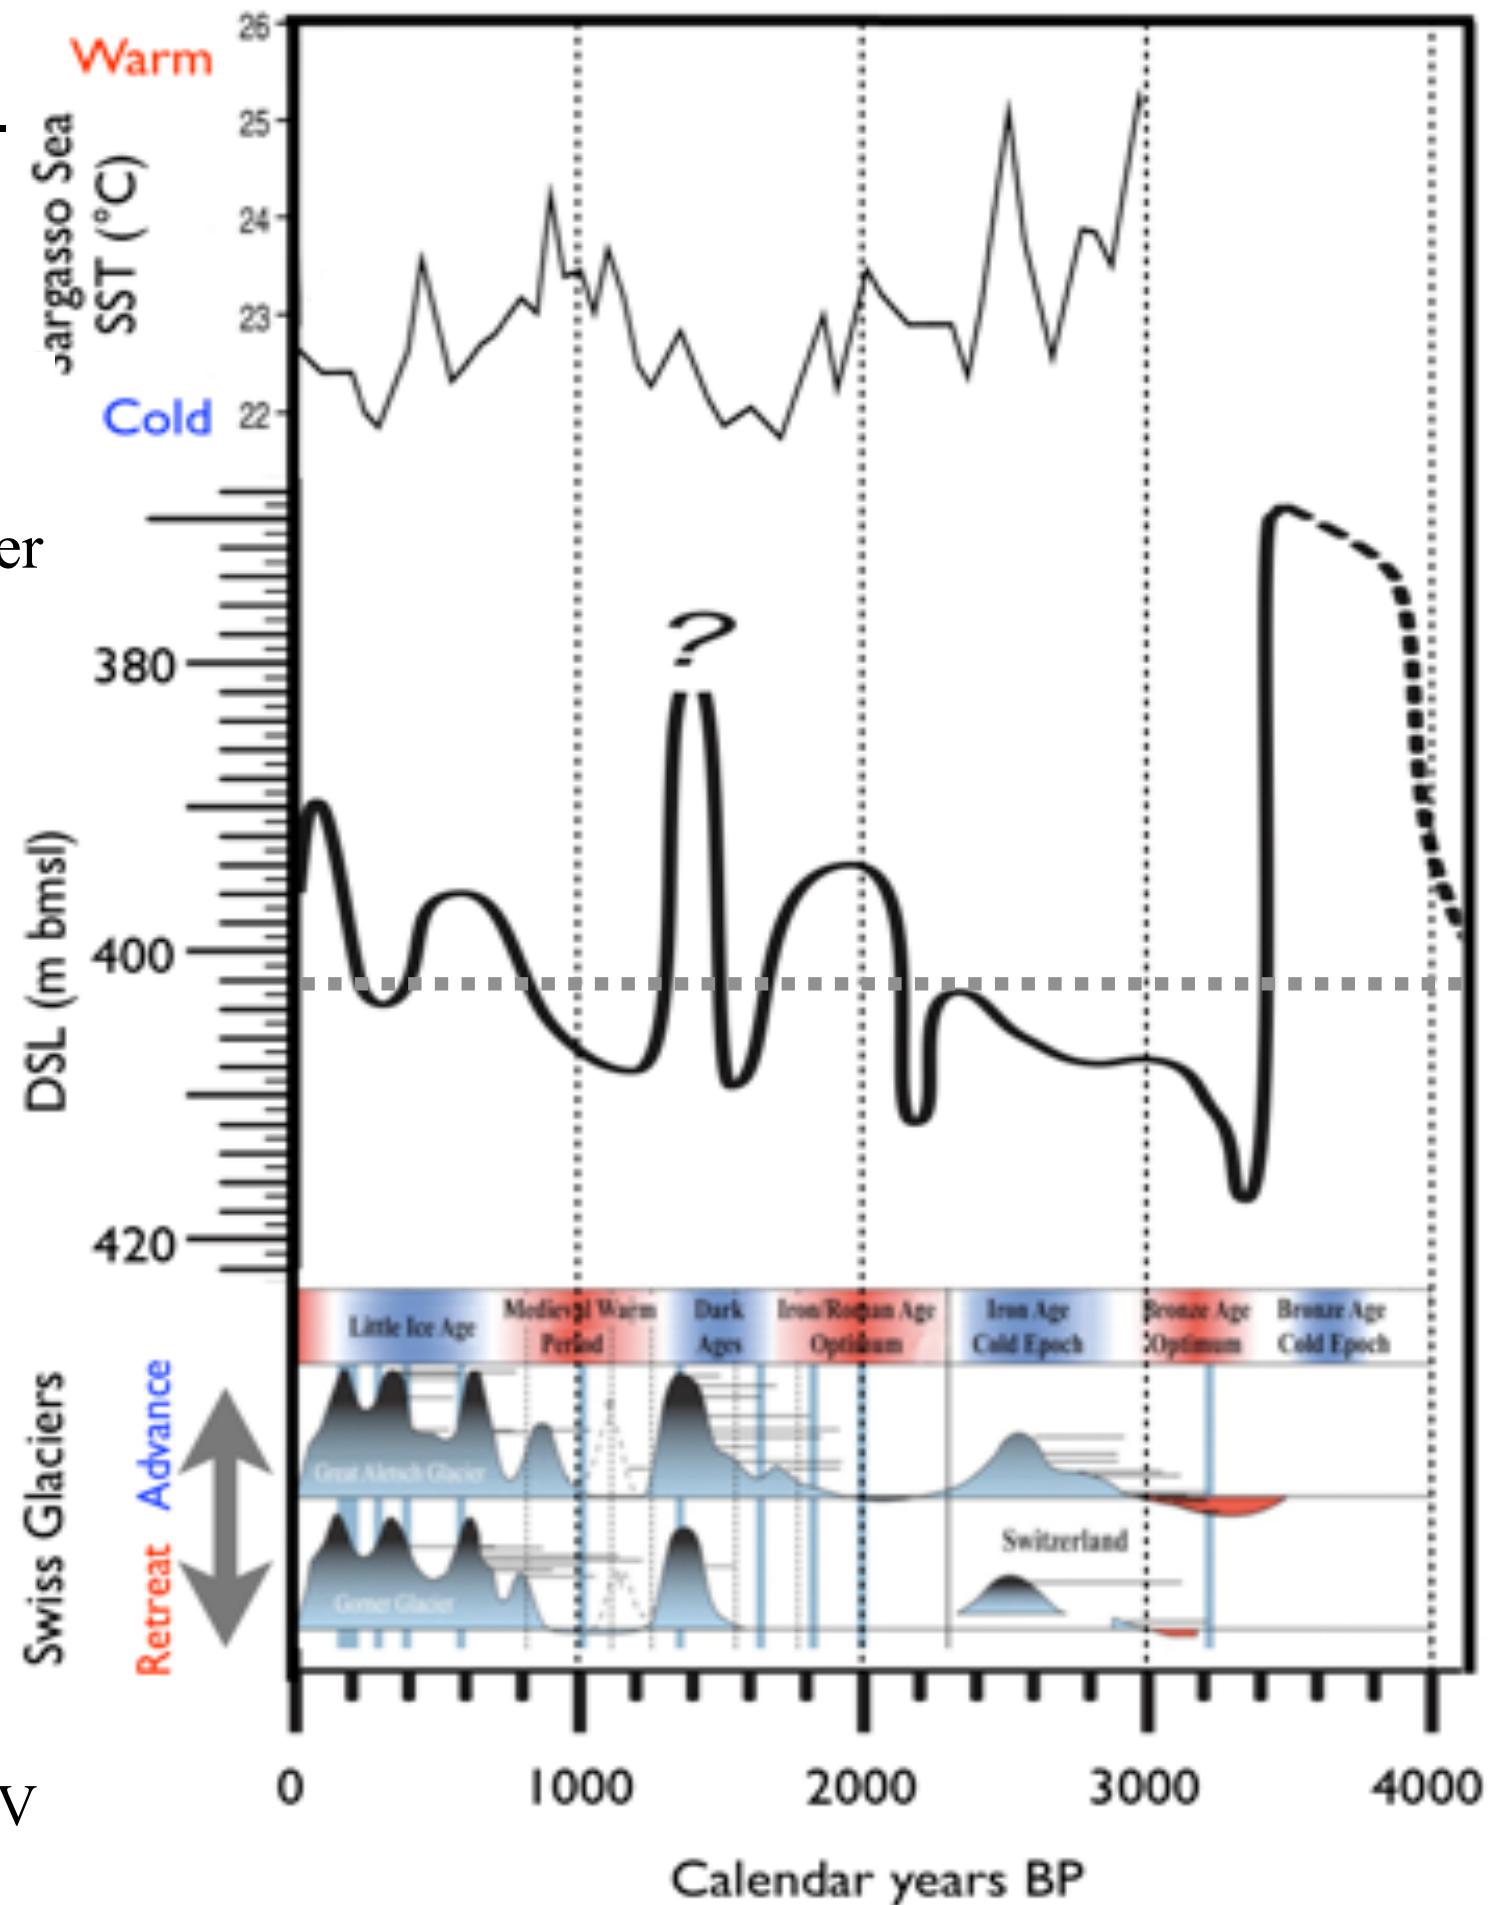 Warm
26
25
24
23
22
Sargasso Sea
SST (°C)
Cold
er
?
380
400
420
DSL (m bmsl)
Little Ice Age
Medieval Warm
Period
Dark
Ages
Iron/Roman Age
Optimum
Iron Age
Cold Epoch
Bronze Age
Optimum
Bronze Age
Cold Epoch
Swiss Glaciers
Advance
Retreat
Great Aletsch Glacier
Switzerland
Gorner Glacier
V
0
1000
2000
3000
4000
Calendar years BP